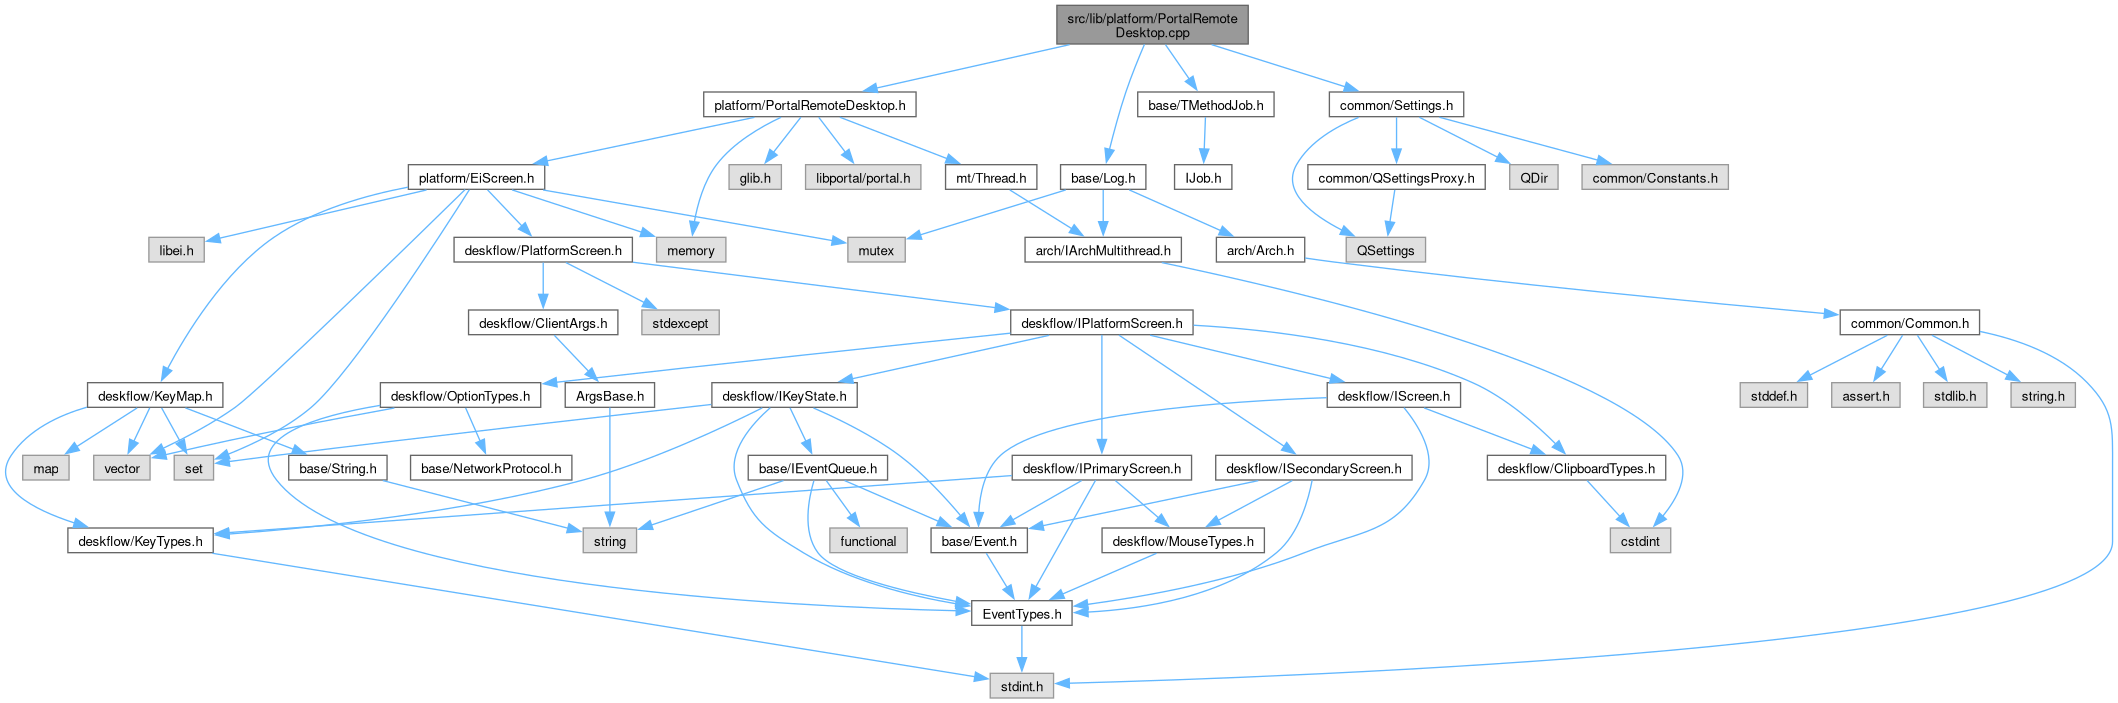 src/lib/platform/PortalRemote
Desktop.cpp
platform/PortalRemoteDesktop.h
base/TMethodJob.h
common/Settings.h
platform/EiScreen.h
glib.h
libportal/portal.h
mt/Thread.h
base/Log.h
IJob.h
common/QSettingsProxy.h
QDir
common/Constants.h
libei.h
deskflow/PlatformScreen.h
memory
mutex
arch/IArchMultithread.h
arch/Arch.h
QSettings
deskflow/ClientArgs.h
stdexcept
deskflow/IPlatformScreen.h
common/Common.h
deskflow/KeyMap.h
deskflow/OptionTypes.h
ArgsBase.h
deskflow/IKeyState.h
deskflow/IScreen.h
stddef.h
assert.h
stdlib.h
string.h
map
vector
set
base/String.h
base/NetworkProtocol.h
base/IEventQueue.h
deskflow/IPrimaryScreen.h
deskflow/ISecondaryScreen.h
deskflow/ClipboardTypes.h
deskflow/KeyTypes.h
string
functional
base/Event.h
deskflow/MouseTypes.h
cstdint
EventTypes.h
stdint.h